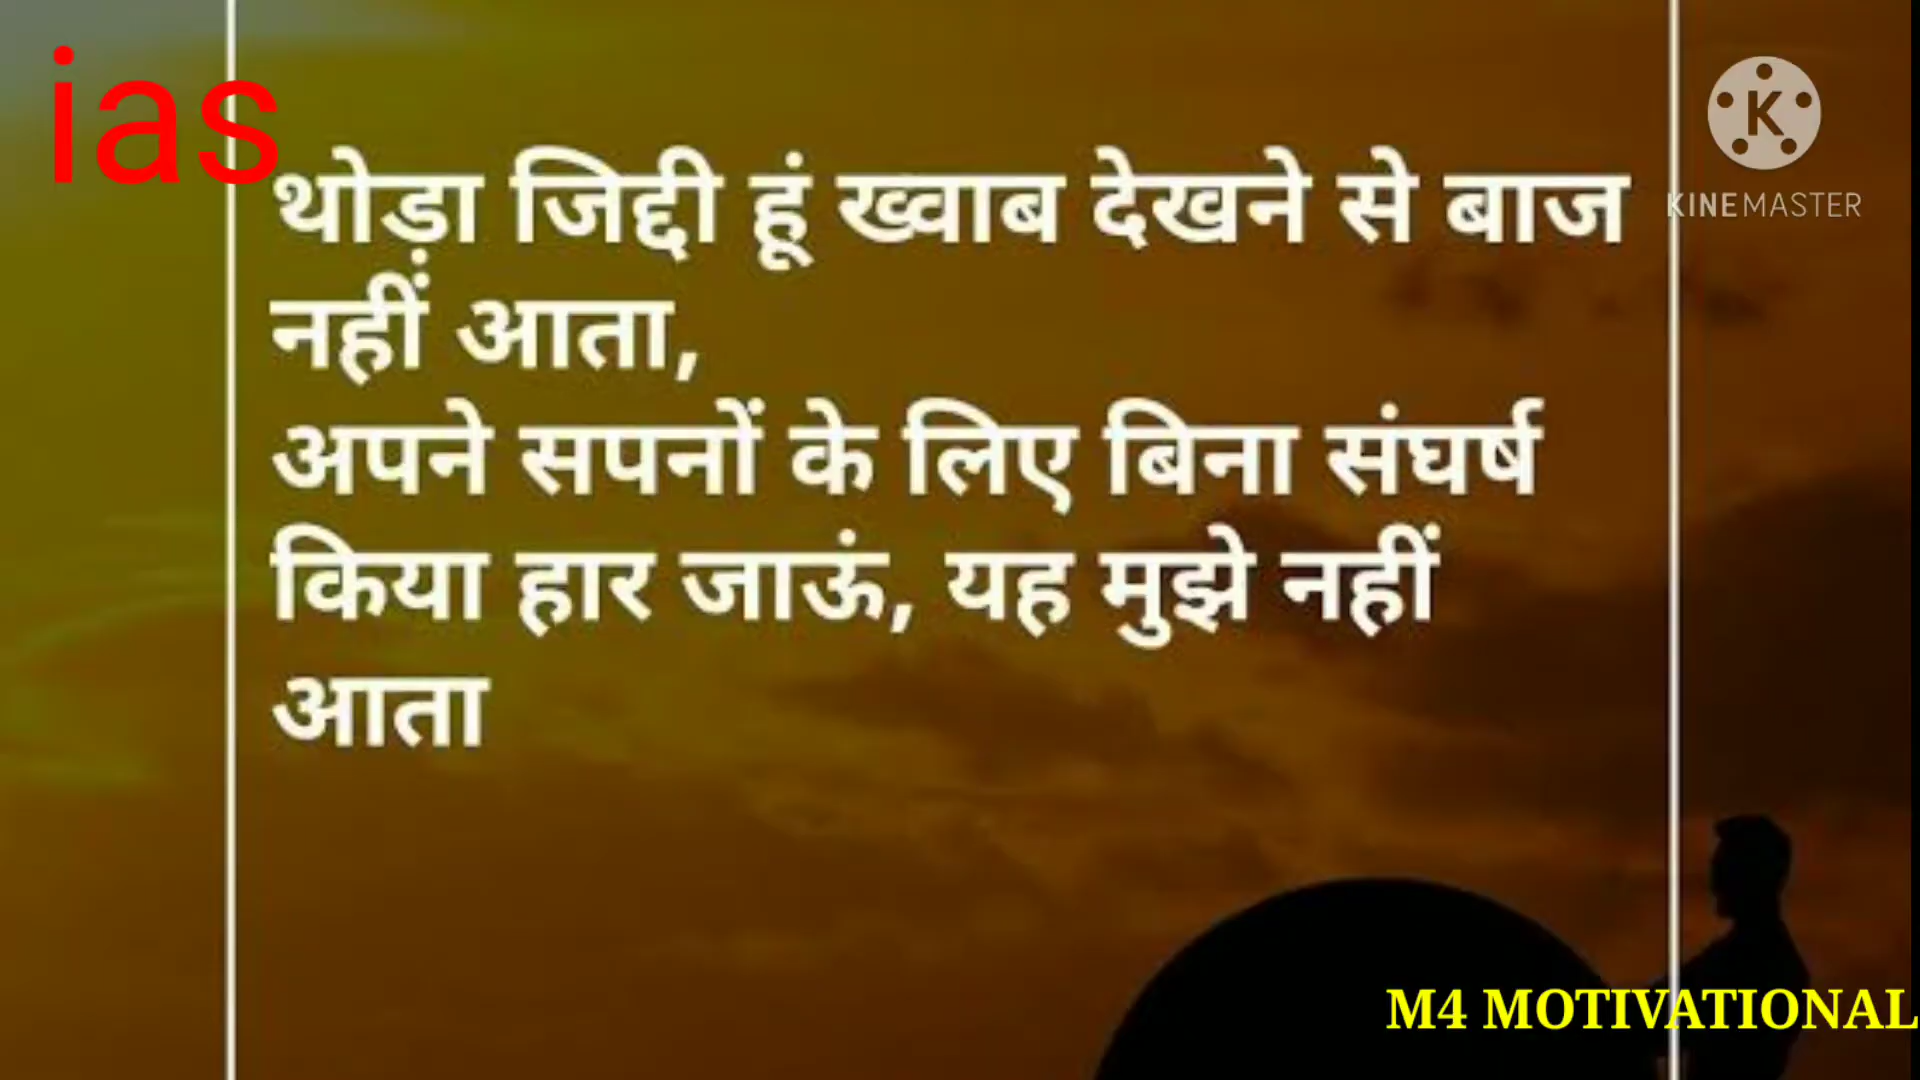 ias
थोड़ा जिद्दी हूं ख्वाब देखने से बाज
नहीं आता,
अपने सपनों के लिए बिना संघर्ष
किया हार जाऊं, यह मुझे नहीं
आता
K
KINEMASTER
M4 MOTIVATIONAL